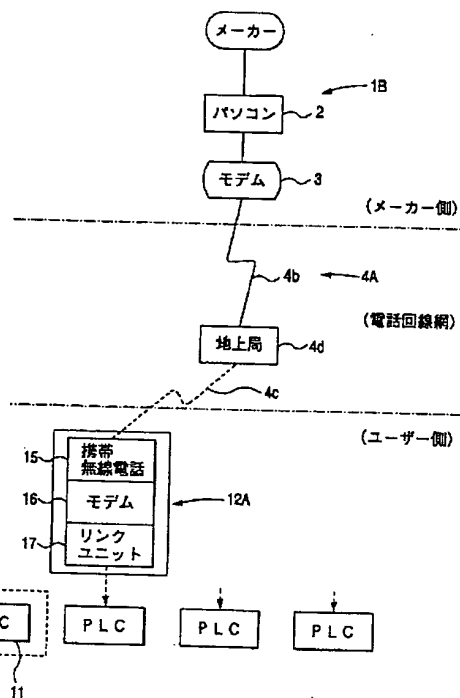 メーカー
1B
パソコン
2
モデム
3
(メーカー側)
4b
4A
(電話回線網)
地上局
4d
4c
(ユーザー側)
15
携帯
無線電話
16
モデム
12A
17
リンク
ユニット
C
PLC
PLC
PLC
11